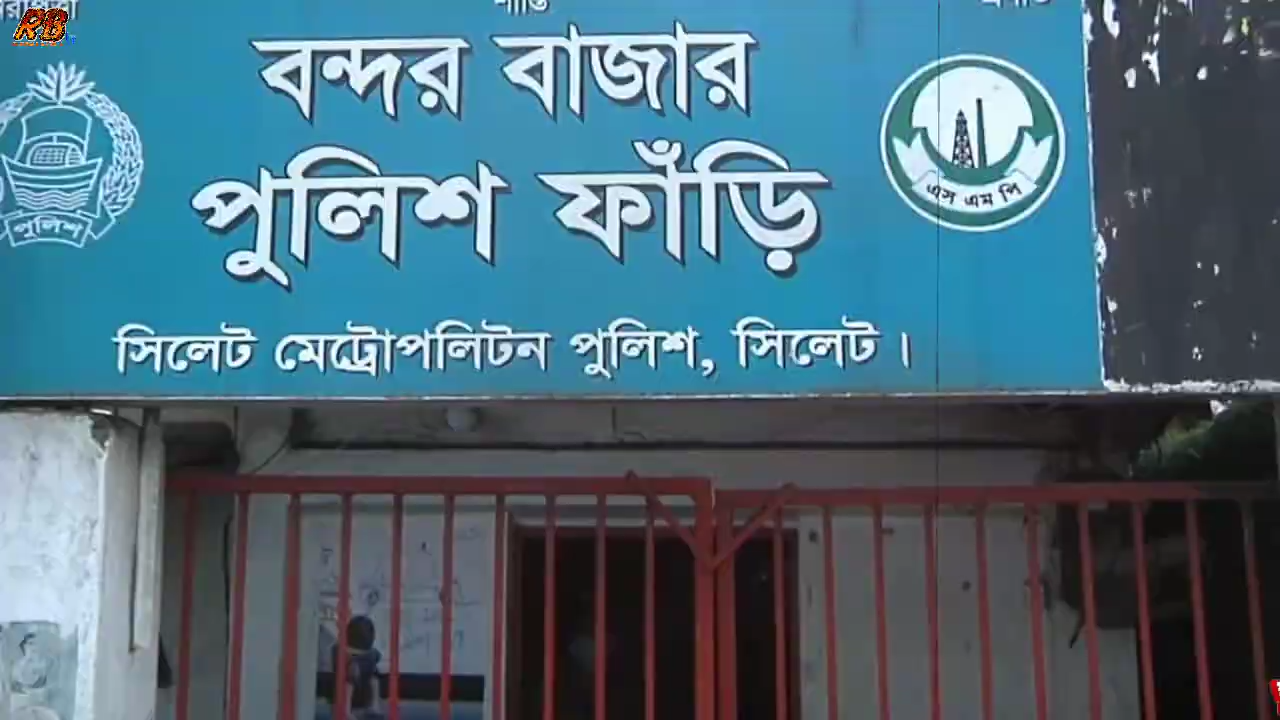 RB
শান্তি
বন্দর বাজার
পুলিশ ফাঁড়ি
পুলিশ
এস এম পি
সিলেট মেট্রোপলিটন পুলিশ, সিলেট।